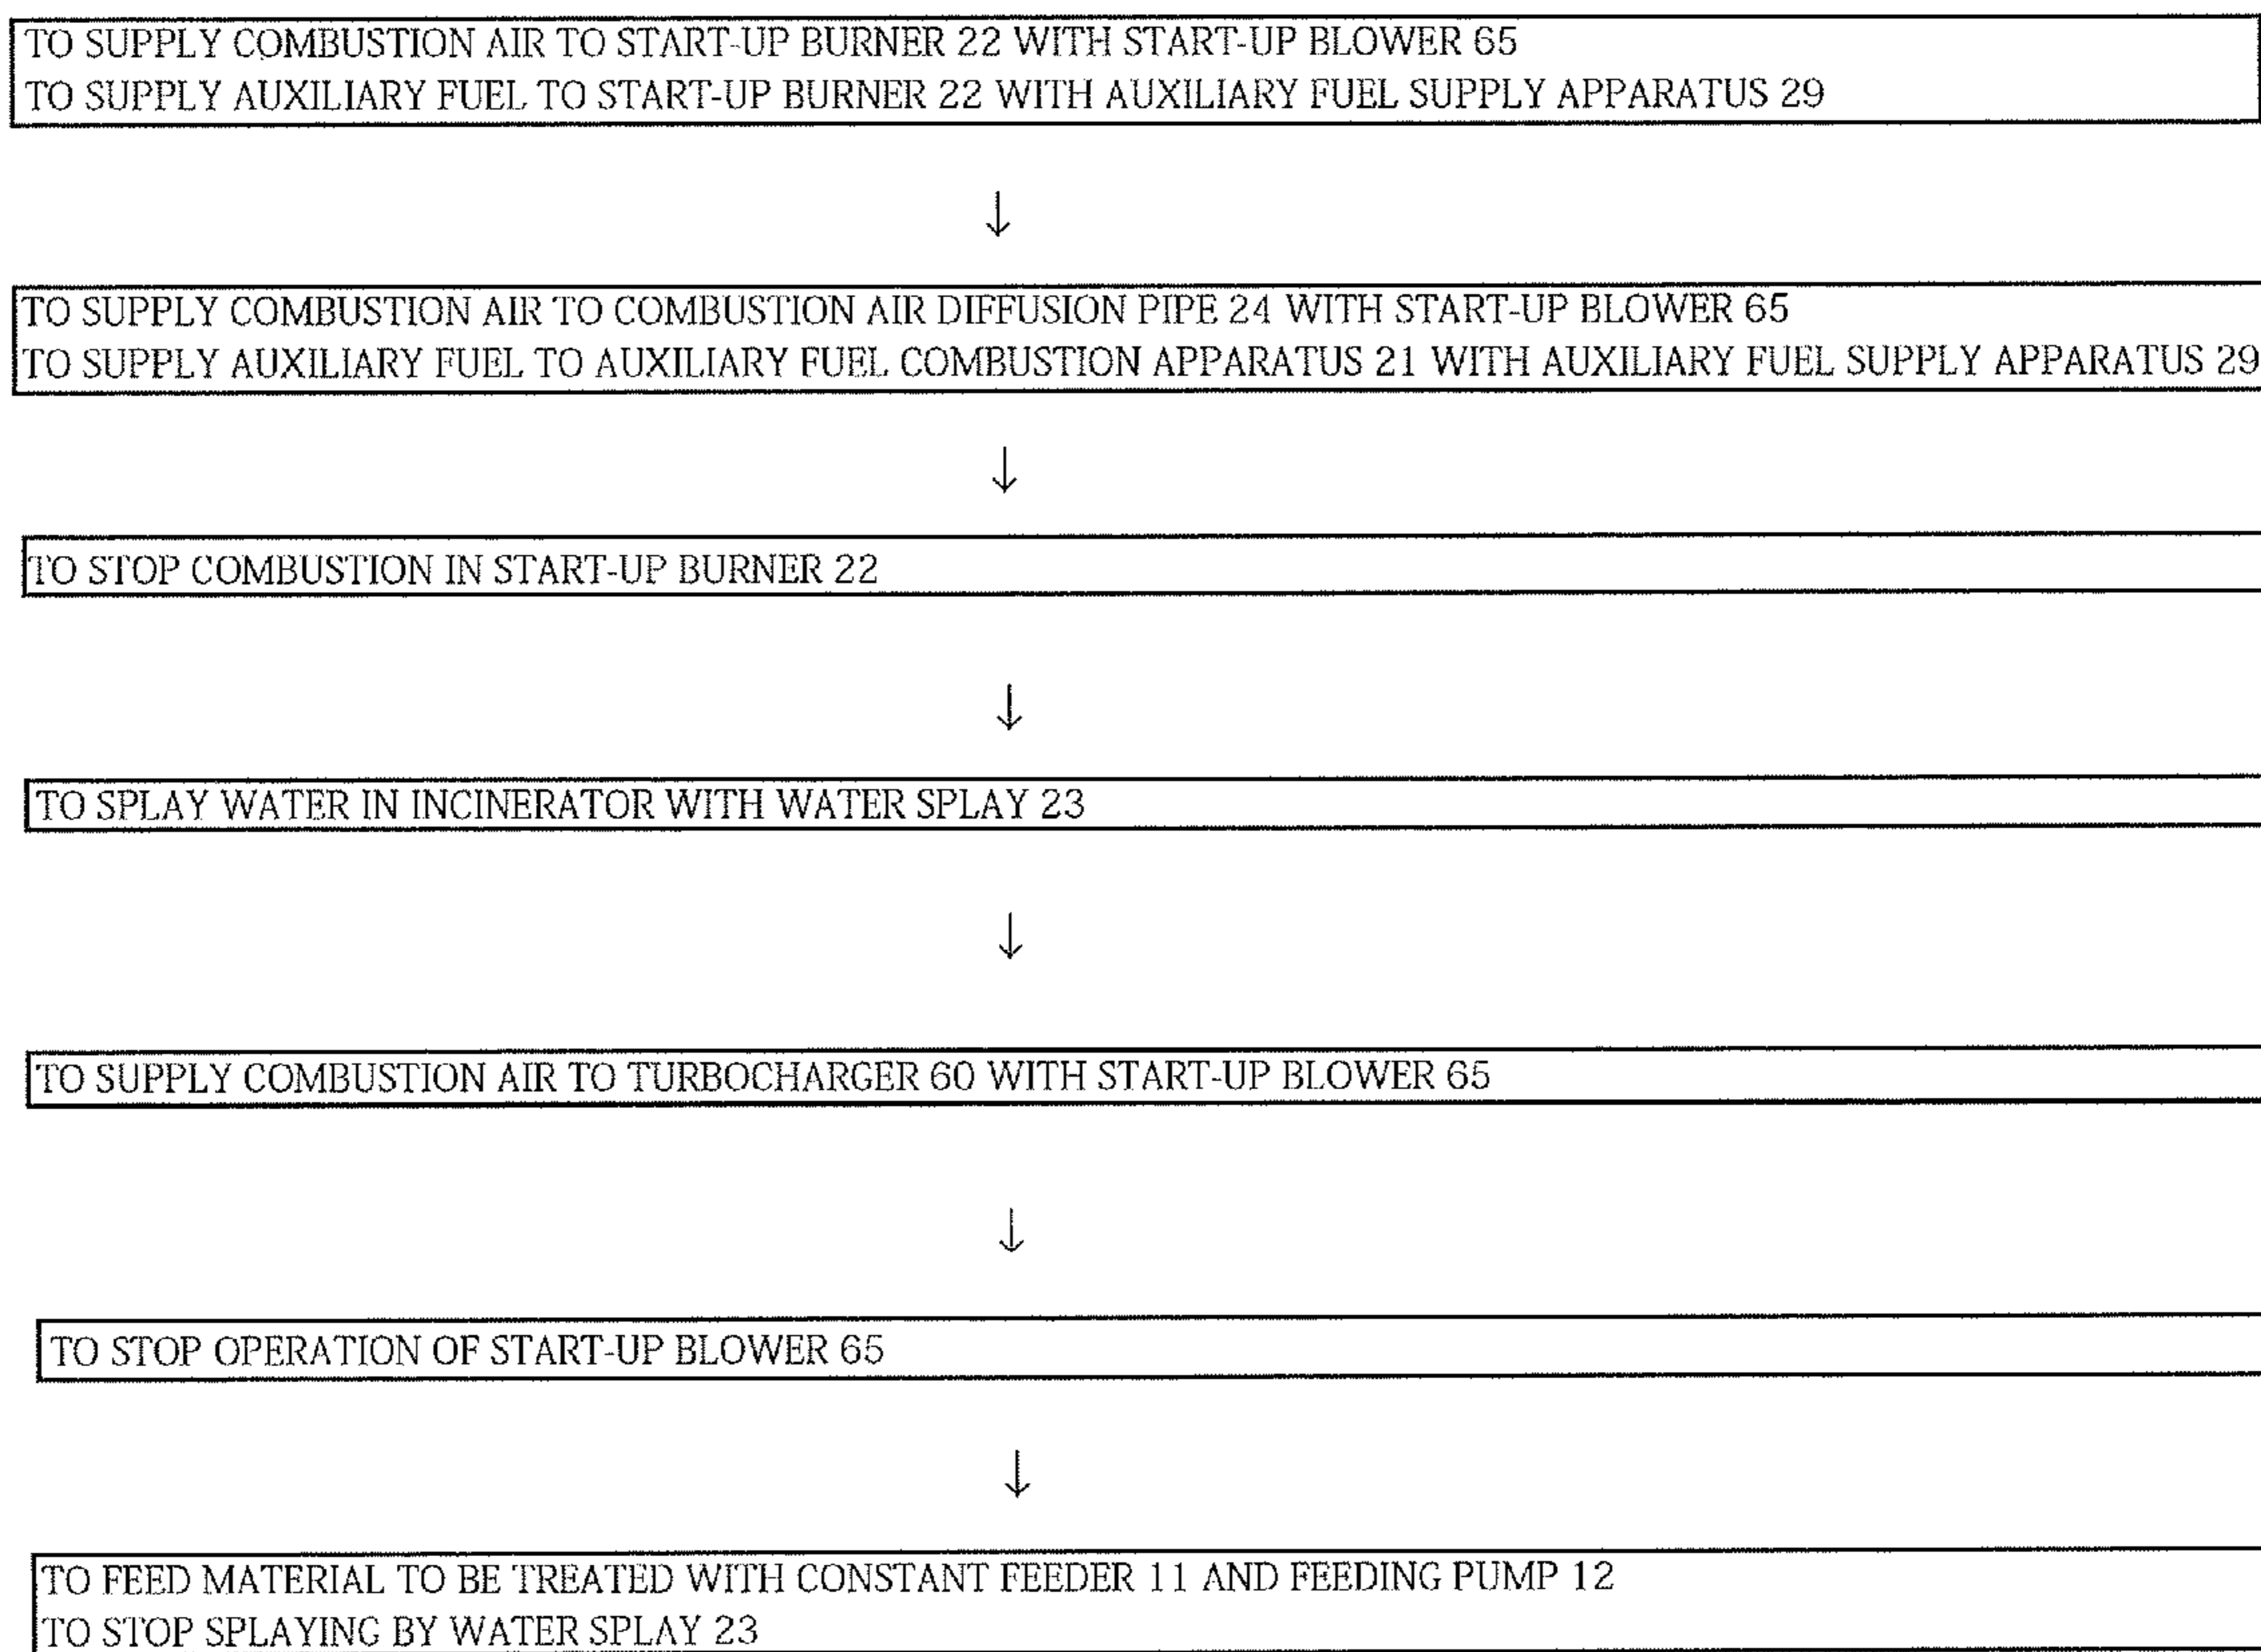 TO SUPPLY COMBUSTION AIR TO START-UP BURNER 22 WITH START-UP BLOWER 65
TO SUPPLY AUXILIARY FUEL TO START-UP BURNER 22 WITH AUXILIARY FUEL SUPPLY APPARATUS 29
↓
TO SUPPLY COMBUSTION AIR TO COMBUSTION AIR DIFFUSION PIPE 24 WITH START-UP BLOWER 65
TO SUPPLY AUXILIARY FUEL TO AUXILIARY FUEL COMBUSTION APPARATUS 21 WITH AUXILIARY FUEL SUPPLY APPARATUS 29
↓
TO STOP COMBUSTION IN START-UP BURNER 22
↓
TO SPLAY WATER IN INCINERATOR WITH WATER SPLAY 23
↓
TO SUPPLY COMBUSTION AIR TO TURBOCHARGER 60 WITH START-UP BLOWER 65
↓
TO STOP OPERATION OF START-UP BLOWER 65
↓
TO FEED MATERIAL TO BE TREATED WITH CONSTANT FEEDER 11 AND FEEDING PUMP 12
TO STOP SPLAYING BY WATER SPLAY 23